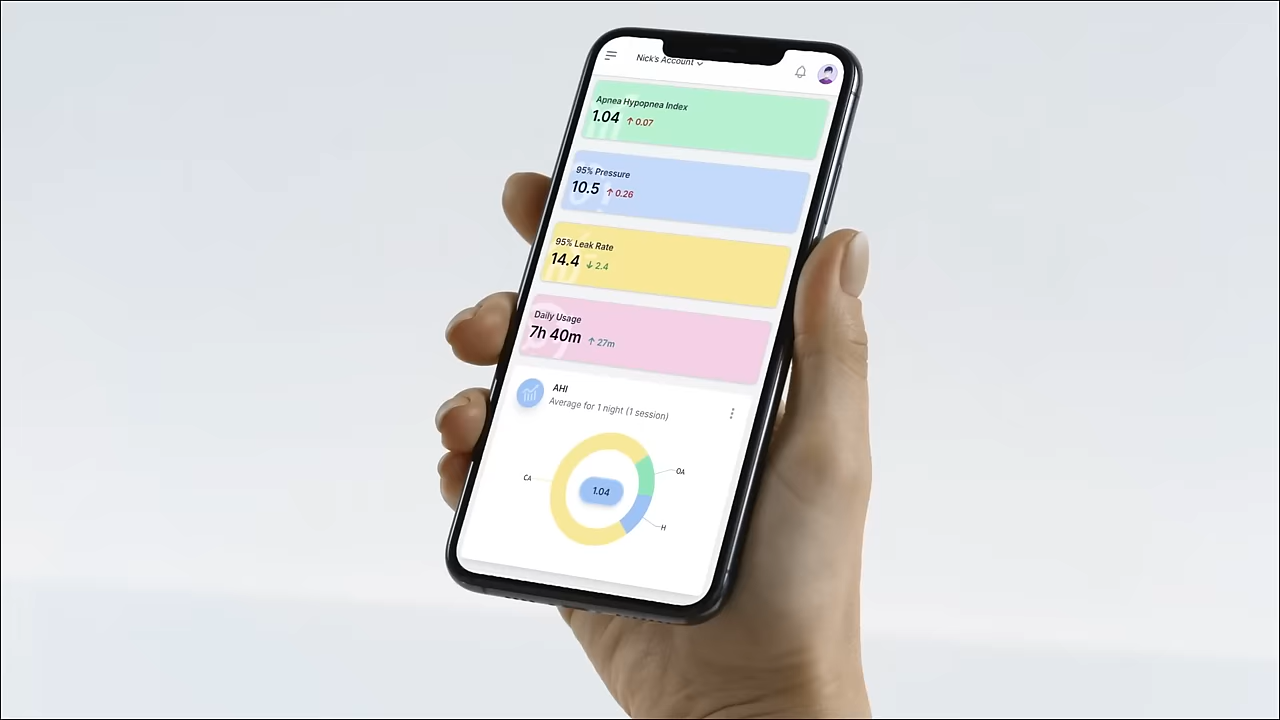 Nick's Account
Apnea Hypopnea Index
1.04 ↑ 0.07
95% Pressure
10.5 ↑ 0.26
95% Leak Rate
14.4 ↓ 2.4
Daily Usage
7h 40m ↑ 27m
AHI
Average for 1 night (1 session)
OA
CA
1.04
H